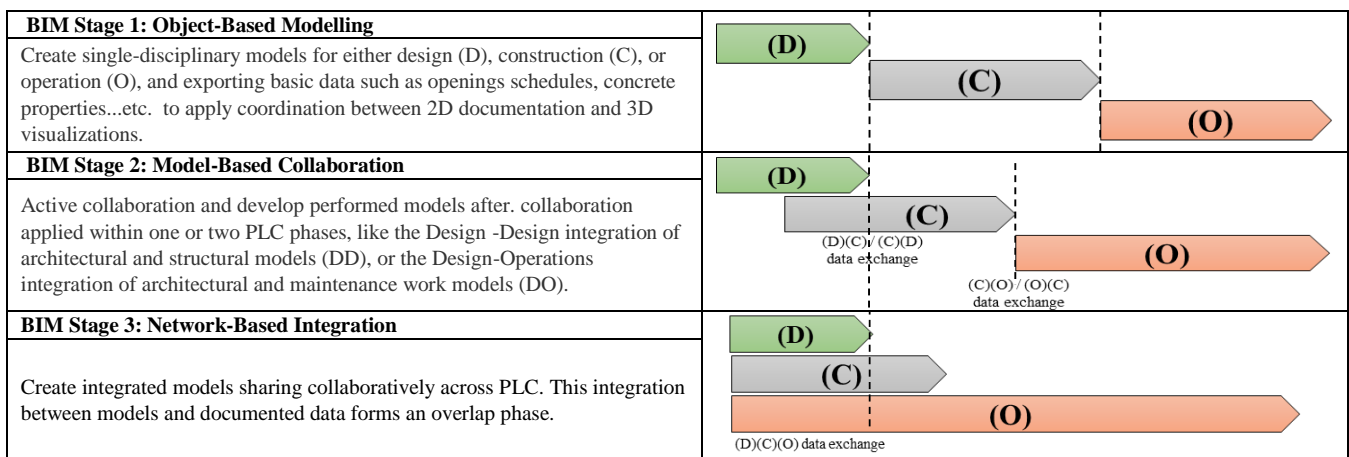 BIM Stage 1: Object-Based Modelling
Create single-disciplinary models for either design (D), construction (C), or
operation (O), and exporting basic data such as openings schedules, concrete
properties...etc.  to apply coordination between 2D documentation and 3D
visualizations.
(D)
(C)
(O)
BIM Stage 2: Model-Based Collaboration
Active collaboration and develop performed models after. collaboration
applied within one or two PLC phases, like the Design -Design integration of
architectural and structural models (DD), or the Design-Operations
integration of architectural and maintenance work models (DO).
(D)
(C)
(D)(C) / (C)(D)
data exchange
(O)
(C)(O) / (O)(C)
data exchange
BIM Stage 3: Network-Based Integration
Create integrated models sharing collaboratively across PLC. This integration
between models and documented data forms an overlap phase.
(D)
(C)
(O)
(D)(C)(O) data exchange